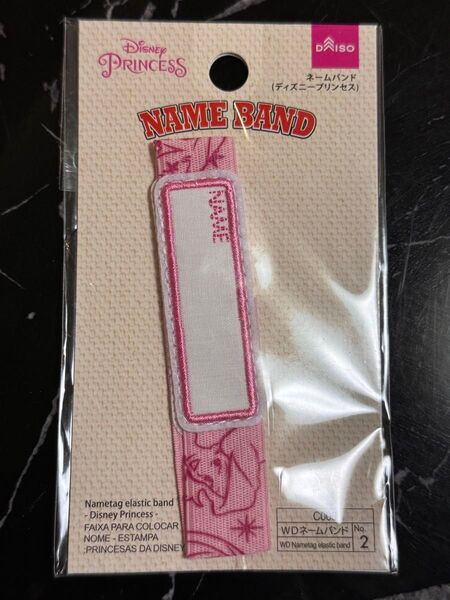 Disney
PRINCESS
DAISO
ネームバンド
(ディズニープリンセス)
NAME BAND
NAME
Nametag elastic band
- Disney Princess -
FAIXA PARA COLOCAR
NOME - ESTAMPA
:PRINCESAS DA DISNEY
WDネームバンド
WD Nametag elastic band
No.
2